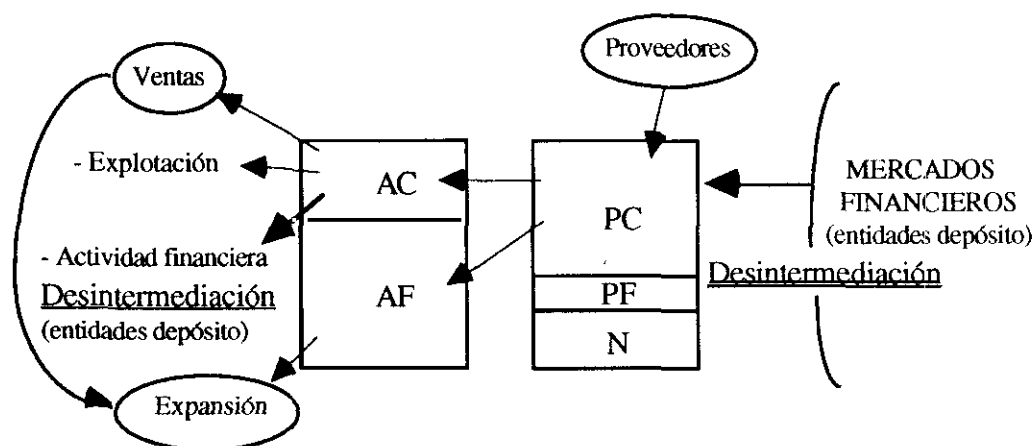 Proveedores
Ventas
- Explotación
AC
PC
MERCADOS
FINANCIEROS
(entidades depósito)
- Actividad financiera
Desintermediación
(entidades depósito)
AF
PF
N
Desintermediación
Expansión